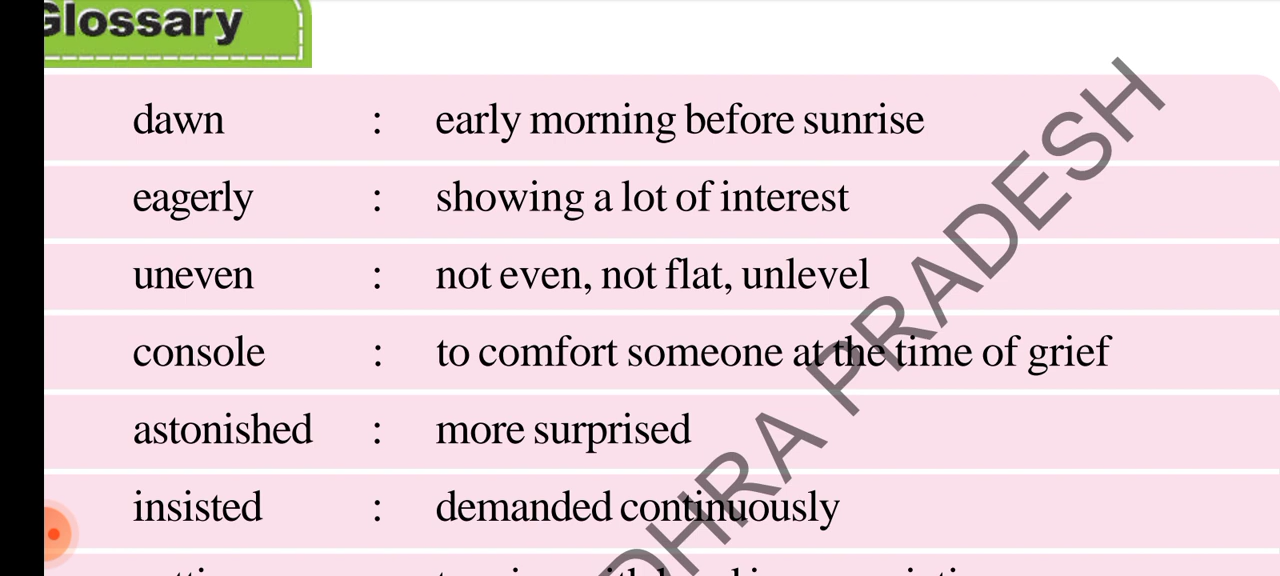 Glossary
dawn : early morning before sunrise
eagerly : showing a lot of interest
uneven : not even, not flat, unlevel
console : to comfort someone at the time of grief
astonished : more surprised
insisted : demanded continuously
DHRA PRADESH